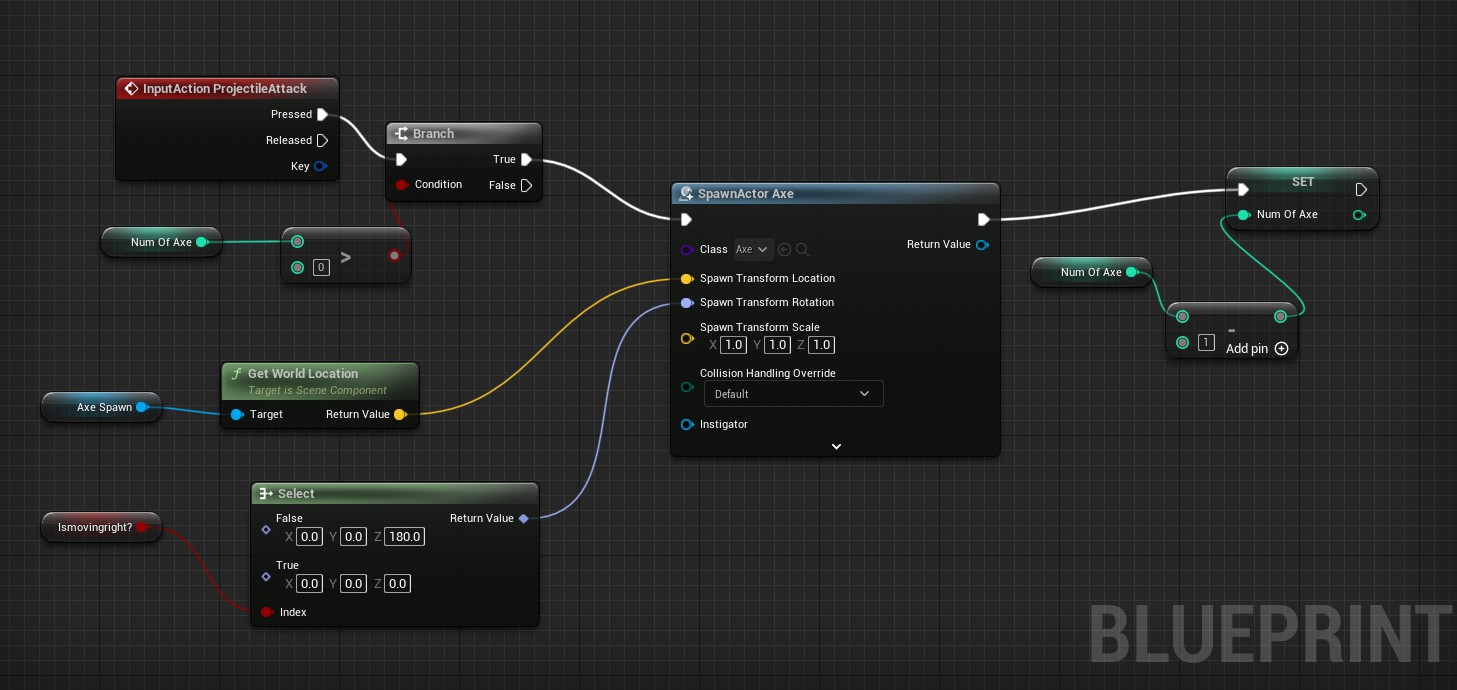 InputAction ProjectileAttack
Pressed
Released
Key
Branch
True
Condition
False
Num Of Axe
0
>
SpawnActor Axe
Class Axe
Return Value
Spawn Transform Location
Spawn Transform Rotation
Spawn Transform Scale
X 1.0 Y 1.0 Z 1.0
Collision Handling Override
Default
Instigator
SET
Num Of Axe
Num Of Axe
-
1
Add pin
Get World Location
Target is Scene Component
Axe Spawn
Target
Return Value
Select
Ismovingright?
False
Return Value
X 0.0 Y 0.0 Z 180.0
True
X 0.0 Y 0.0 Z 0.0
Index
BLUEPRINT